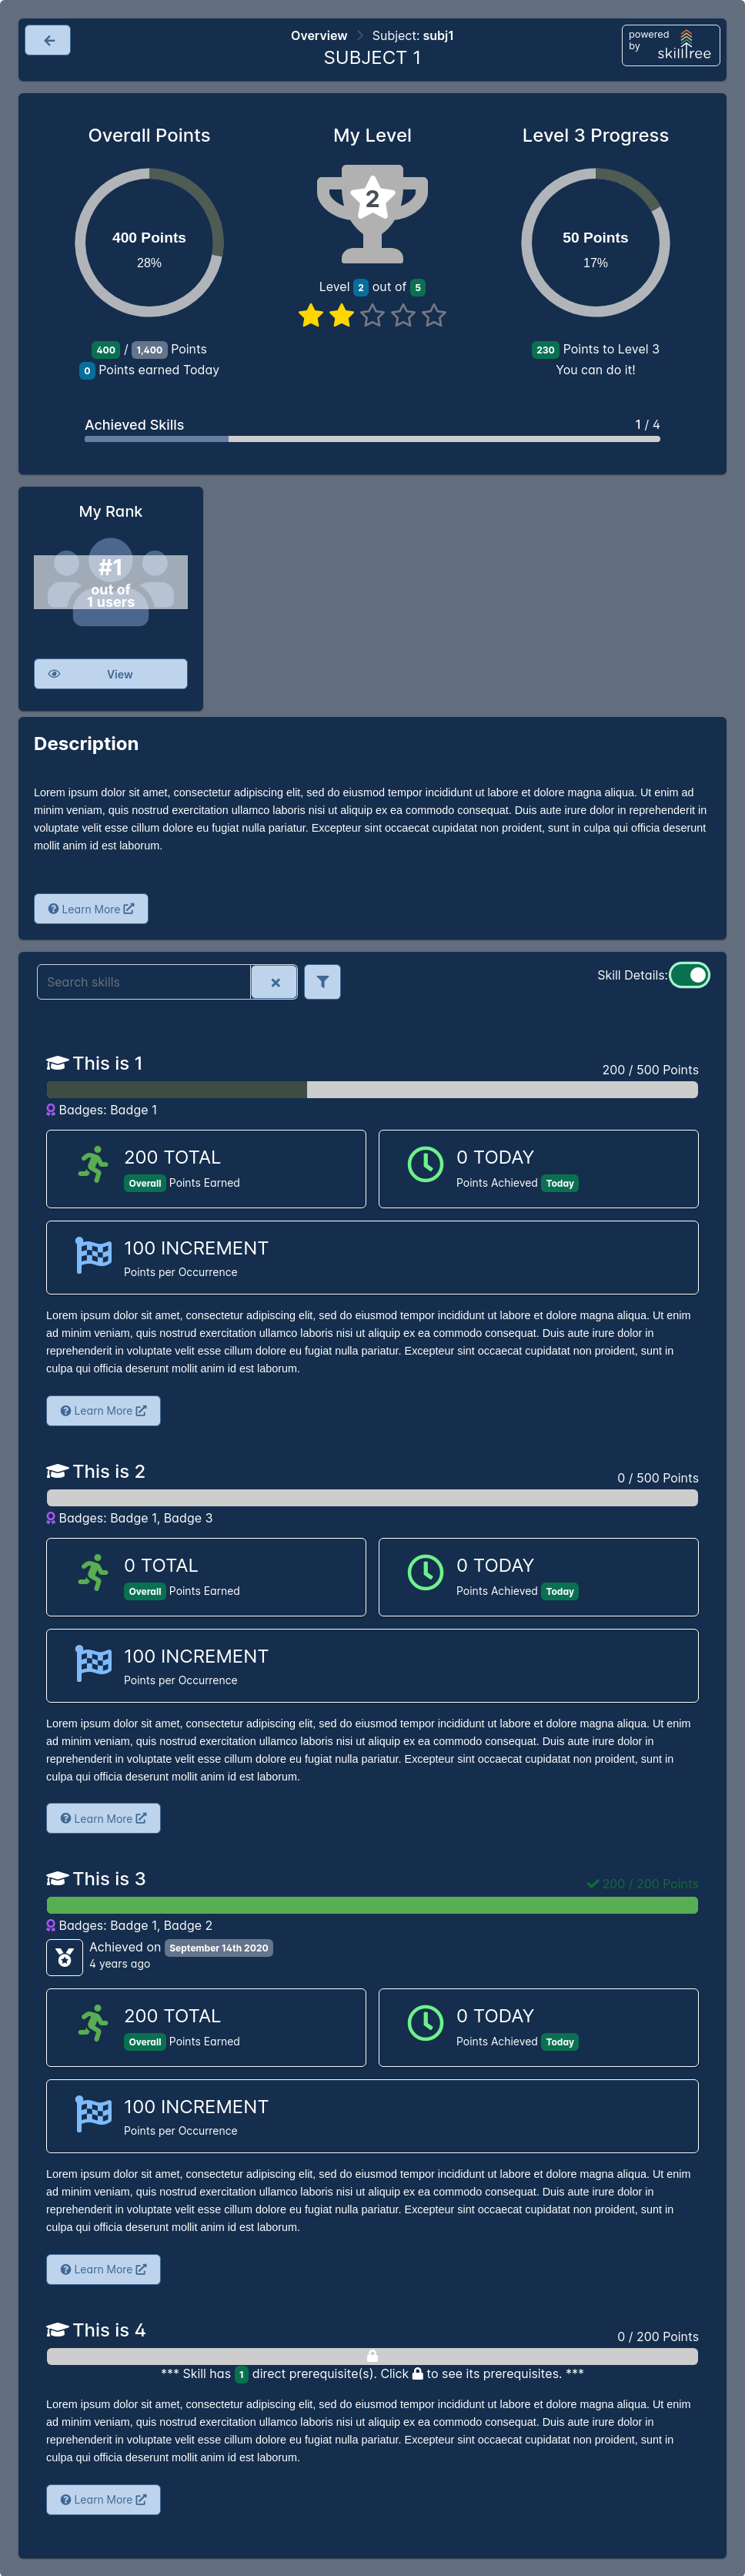 Overview > Subject: subj1
SUBJECT 1
powered
by
skilltree
Overall Points
400 Points
28%
400 / 1,400 Points
0 Points earned Today
My Level
2
Level 2 out of 5
Level 3 Progress
50 Points
17%
230 Points to Level 3
You can do it!
Achieved Skills 1 / 4
My Rank
#1
out of
1 users
View
Description
Lorem ipsum dolor sit amet, consectetur adipiscing elit, sed do eiusmod tempor incididunt ut labore et dolore magna aliqua. Ut enim ad
minim veniam, quis nostrud exercitation ullamco laboris nisi ut aliquip ex ea commodo consequat. Duis aute irure dolor in reprehenderit in
voluptate velit esse cillum dolore eu fugiat nulla pariatur. Excepteur sint occaecat cupidatat non proident, sunt in culpa qui officia deserunt
mollit anim id est laborum.
Learn More
Search skills
Skill Details:
This is 1
200 / 500 Points
Badges: Badge 1
200 TOTAL
Overall Points Earned
0 TODAY
Points Achieved Today
100 INCREMENT
Points per Occurrence
Lorem ipsum dolor sit amet, consectetur adipiscing elit, sed do eiusmod tempor incididunt ut labore et dolore magna aliqua. Ut enim
ad minim veniam, quis nostrud exercitation ullamco laboris nisi ut aliquip ex ea commodo consequat. Duis aute irure dolor in
reprehenderit in voluptate velit esse cillum dolore eu fugiat nulla pariatur. Excepteur sint occaecat cupidatat non proident, sunt in
culpa qui officia deserunt mollit anim id est laborum.
Learn More
This is 2
0 / 500 Points
Badges: Badge 1, Badge 3
0 TOTAL
Overall Points Earned
0 TODAY
Points Achieved Today
100 INCREMENT
Points per Occurrence
Lorem ipsum dolor sit amet, consectetur adipiscing elit, sed do eiusmod tempor incididunt ut labore et dolore magna aliqua. Ut enim
ad minim veniam, quis nostrud exercitation ullamco laboris nisi ut aliquip ex ea commodo consequat. Duis aute irure dolor in
reprehenderit in voluptate velit esse cillum dolore eu fugiat nulla pariatur. Excepteur sint occaecat cupidatat non proident, sunt in
culpa qui officia deserunt mollit anim id est laborum.
Learn More
This is 3
200 / 200 Points
Badges: Badge 1, Badge 2
Achieved on September 14th 2020
4 years ago
200 TOTAL
Overall Points Earned
0 TODAY
Points Achieved Today
100 INCREMENT
Points per Occurrence
Lorem ipsum dolor sit amet, consectetur adipiscing elit, sed do eiusmod tempor incididunt ut labore et dolore magna aliqua. Ut enim
ad minim veniam, quis nostrud exercitation ullamco laboris nisi ut aliquip ex ea commodo consequat. Duis aute irure dolor in
reprehenderit in voluptate velit esse cillum dolore eu fugiat nulla pariatur. Excepteur sint occaecat cupidatat non proident, sunt in
culpa qui officia deserunt mollit anim id est laborum.
Learn More
This is 4
0 / 200 Points
*** Skill has 1 direct prerequisite(s). Click to see its prerequisites. ***
Lorem ipsum dolor sit amet, consectetur adipiscing elit, sed do eiusmod tempor incididunt ut labore et dolore magna aliqua. Ut enim
ad minim veniam, quis nostrud exercitation ullamco laboris nisi ut aliquip ex ea commodo consequat. Duis aute irure dolor in
reprehenderit in voluptate velit esse cillum dolore eu fugiat nulla pariatur. Excepteur sint occaecat cupidatat non proident, sunt in
culpa qui officia deserunt mollit anim id est laborum.
Learn More